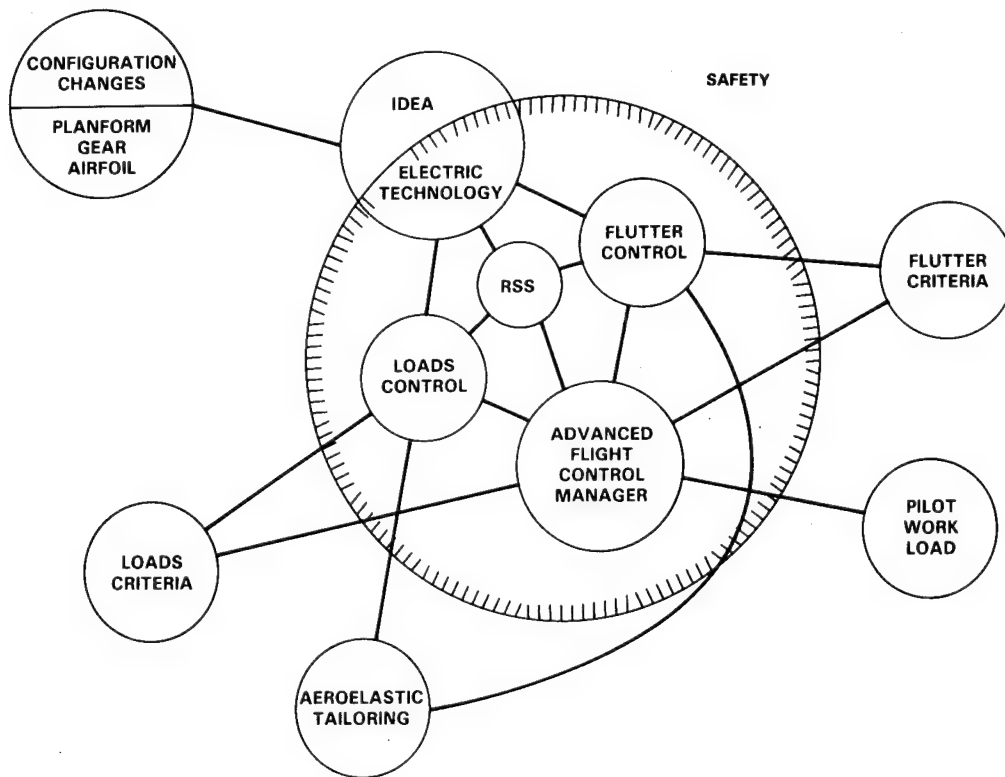 CONFIGURATION
CHANGES
PLANFORM
GEAR
AIRFOIL
IDEA
ELECTRIC
TECHNOLOGY
SAFETY
FLUTTER
CONTROL
FLUTTER
CRITERIA
RSS
LOADS
CONTROL
ADVANCED
FLIGHT
CONTROL
MANAGER
PILOT
WORK
LOAD
LOADS
CRITERIA
AEROELASTIC
TAILORING